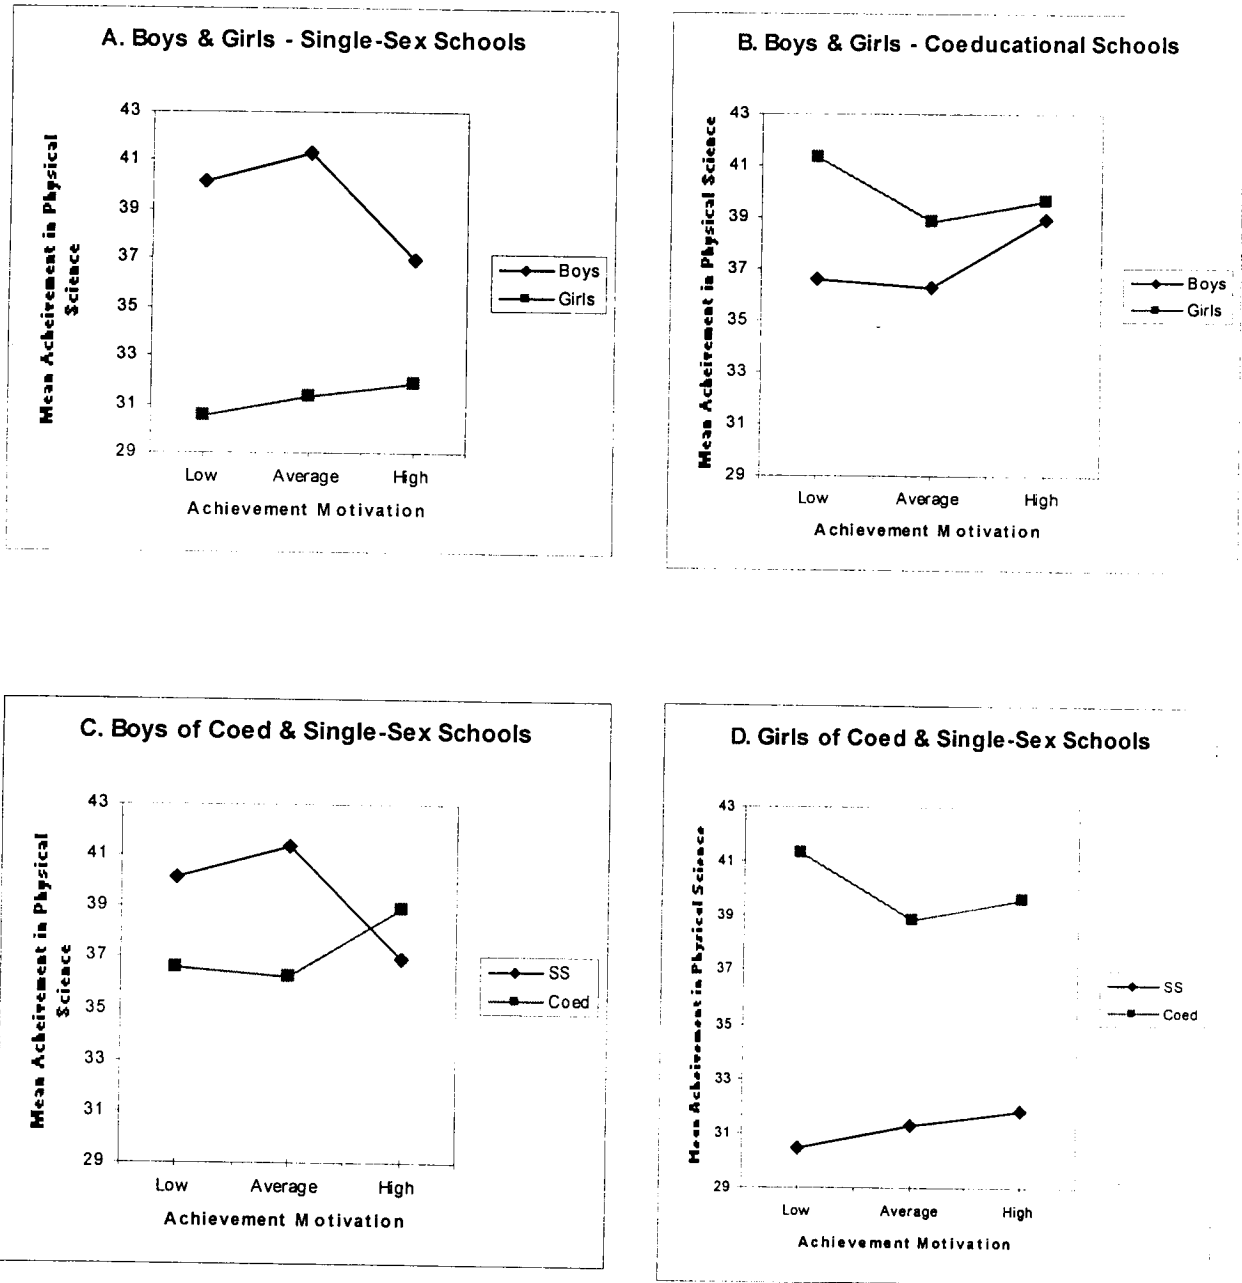 A. Boys & Girls - Single-Sex Schools
43
41
39
37
35
33
31
29
Mean Acheivement in Physical
Science
Low Average High
Achievement Motivation
Boys
Girls
B. Boys & Girls - Coeducational Schools
43
41
39
37
35
33
31
29
Mean Acheivement in Physical Science
Low Average High
Achievement Motivation
Boys
Girls
C. Boys of Coed & Single-Sex Schools
43
41
39
37
35
33
31
29
Mean Acheivement in Physical
Science
Low Average High
Achievement Motivation
SS
Coed
D. Girls of Coed & Single-Sex Schools
43
41
39
37
35
33
31
29
Mean Acheivement in Physical Science
Low Average High
Achievement Motivation
SS
Coed